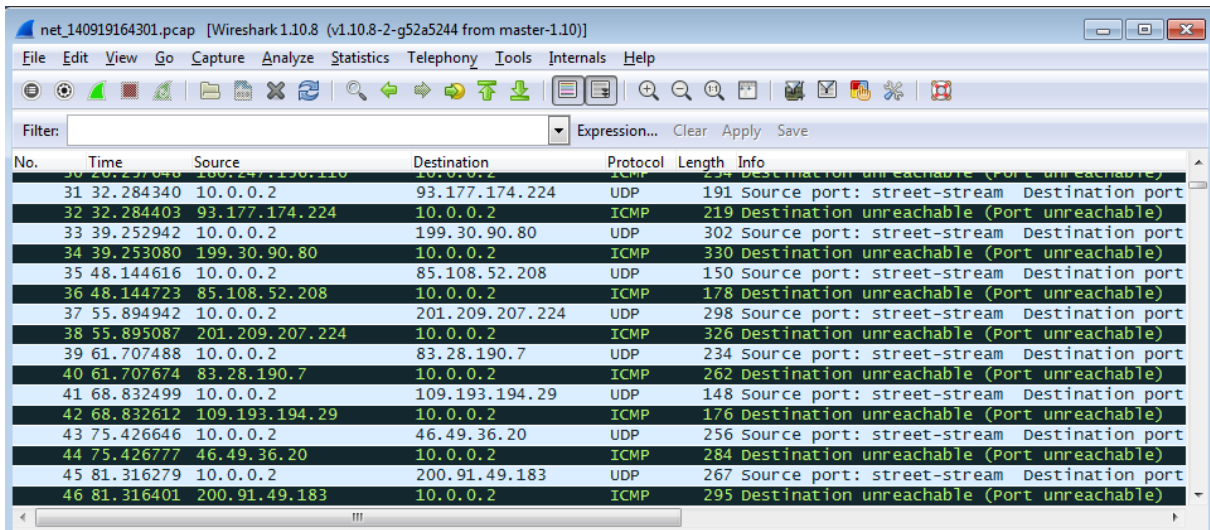 net_140919164301.pcap [Wireshark 1.10.8 (v1.10.8-2-g52a5244 from master-1.10)]
File Edit View Go Capture Analyze Statistics Telephony Tools Internals Help
Filter: Expression... Clear Apply Save
No. Time Source Destination Protocol Length Info
31 32.284340 10.0.0.2 93.177.174.224 UDP 191 Source port: street-stream Destination port
32 32.284403 93.177.174.224 10.0.0.2 ICMP 219 Destination unreachable (Port unreachable)
33 39.252942 10.0.0.2 199.30.90.80 UDP 302 Source port: street-stream Destination port
34 39.253080 199.30.90.80 10.0.0.2 ICMP 330 Destination unreachable (Port unreachable)
35 48.144616 10.0.0.2 85.108.52.208 UDP 150 Source port: street-stream Destination port
36 48.144723 85.108.52.208 10.0.0.2 ICMP 178 Destination unreachable (Port unreachable)
37 55.894942 10.0.0.2 201.209.207.224 UDP 298 Source port: street-stream Destination port
38 55.895087 201.209.207.224 10.0.0.2 ICMP 326 Destination unreachable (Port unreachable)
39 61.707488 10.0.0.2 83.28.190.7 UDP 234 Source port: street-stream Destination port
40 61.707674 83.28.190.7 10.0.0.2 ICMP 262 Destination unreachable (Port unreachable)
41 68.832499 10.0.0.2 109.193.194.29 UDP 148 Source port: street-stream Destination port
42 68.832612 109.193.194.29 10.0.0.2 ICMP 176 Destination unreachable (Port unreachable)
43 75.426646 10.0.0.2 46.49.36.20 UDP 256 Source port: street-stream Destination port
44 75.426777 46.49.36.20 10.0.0.2 ICMP 284 Destination unreachable (Port unreachable)
45 81.316279 10.0.0.2 200.91.49.183 UDP 267 Source port: street-stream Destination port
46 81.316401 200.91.49.183 10.0.0.2 ICMP 295 Destination unreachable (Port unreachable)